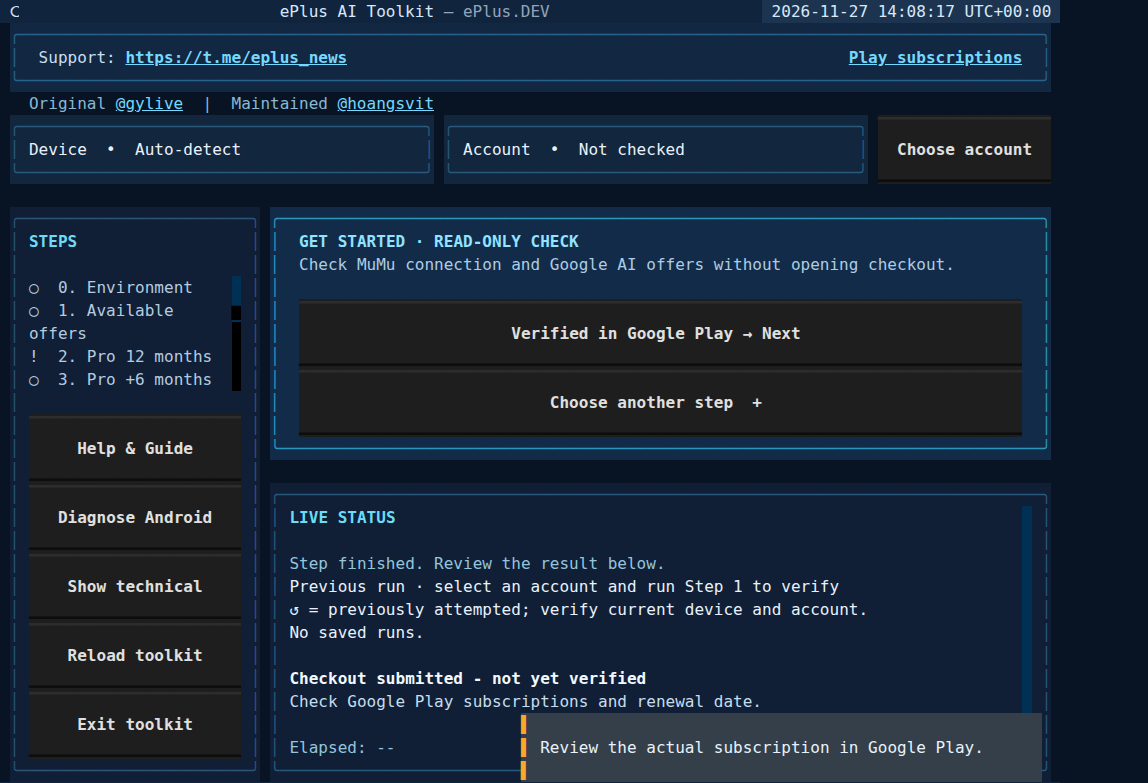 C ePlus AI Toolkit — ePlus.DEV 2026-11-27 14:08:17 UTC+00:00
Support: https://t.me/eplus_news Play subscriptions
Original @gylive | Maintained @hoangsvit
Device • Auto-detect
Account • Not checked
Choose account
STEPS
○ 0. Environment
○ 1. Available
offers
! 2. Pro 12 months
○ 3. Pro +6 months
Help & Guide
Diagnose Android
Show technical
Reload toolkit
Exit toolkit
GET STARTED · READ-ONLY CHECK
Check MuMu connection and Google AI offers without opening checkout.
Verified in Google Play → Next
Choose another step +
LIVE STATUS
Step finished. Review the result below.
Previous run · select an account and run Step 1 to verify
↺ = previously attempted; verify current device and account.
No saved runs.
Checkout submitted - not yet verified
Check Google Play subscriptions and renewal date.
Elapsed: --
Review the actual subscription in Google Play.